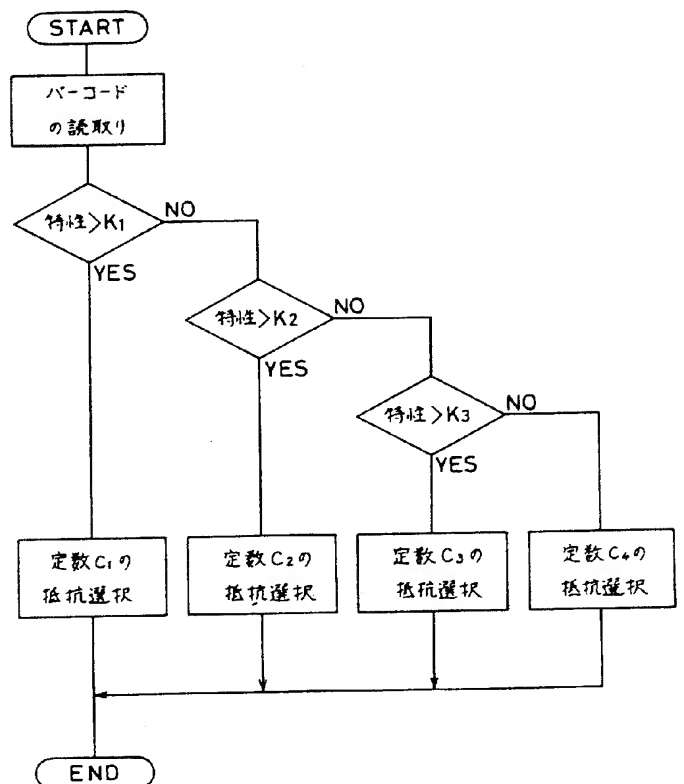 START
バーコード
の読取り
特性>K1
NO
YES
特性>K2
NO
YES
特性>K3
NO
YES
定数C1の
抵抗選択
定数C2の
抵抗選択
定数C3の
抵抗選択
定数C4の
抵抗選択
END